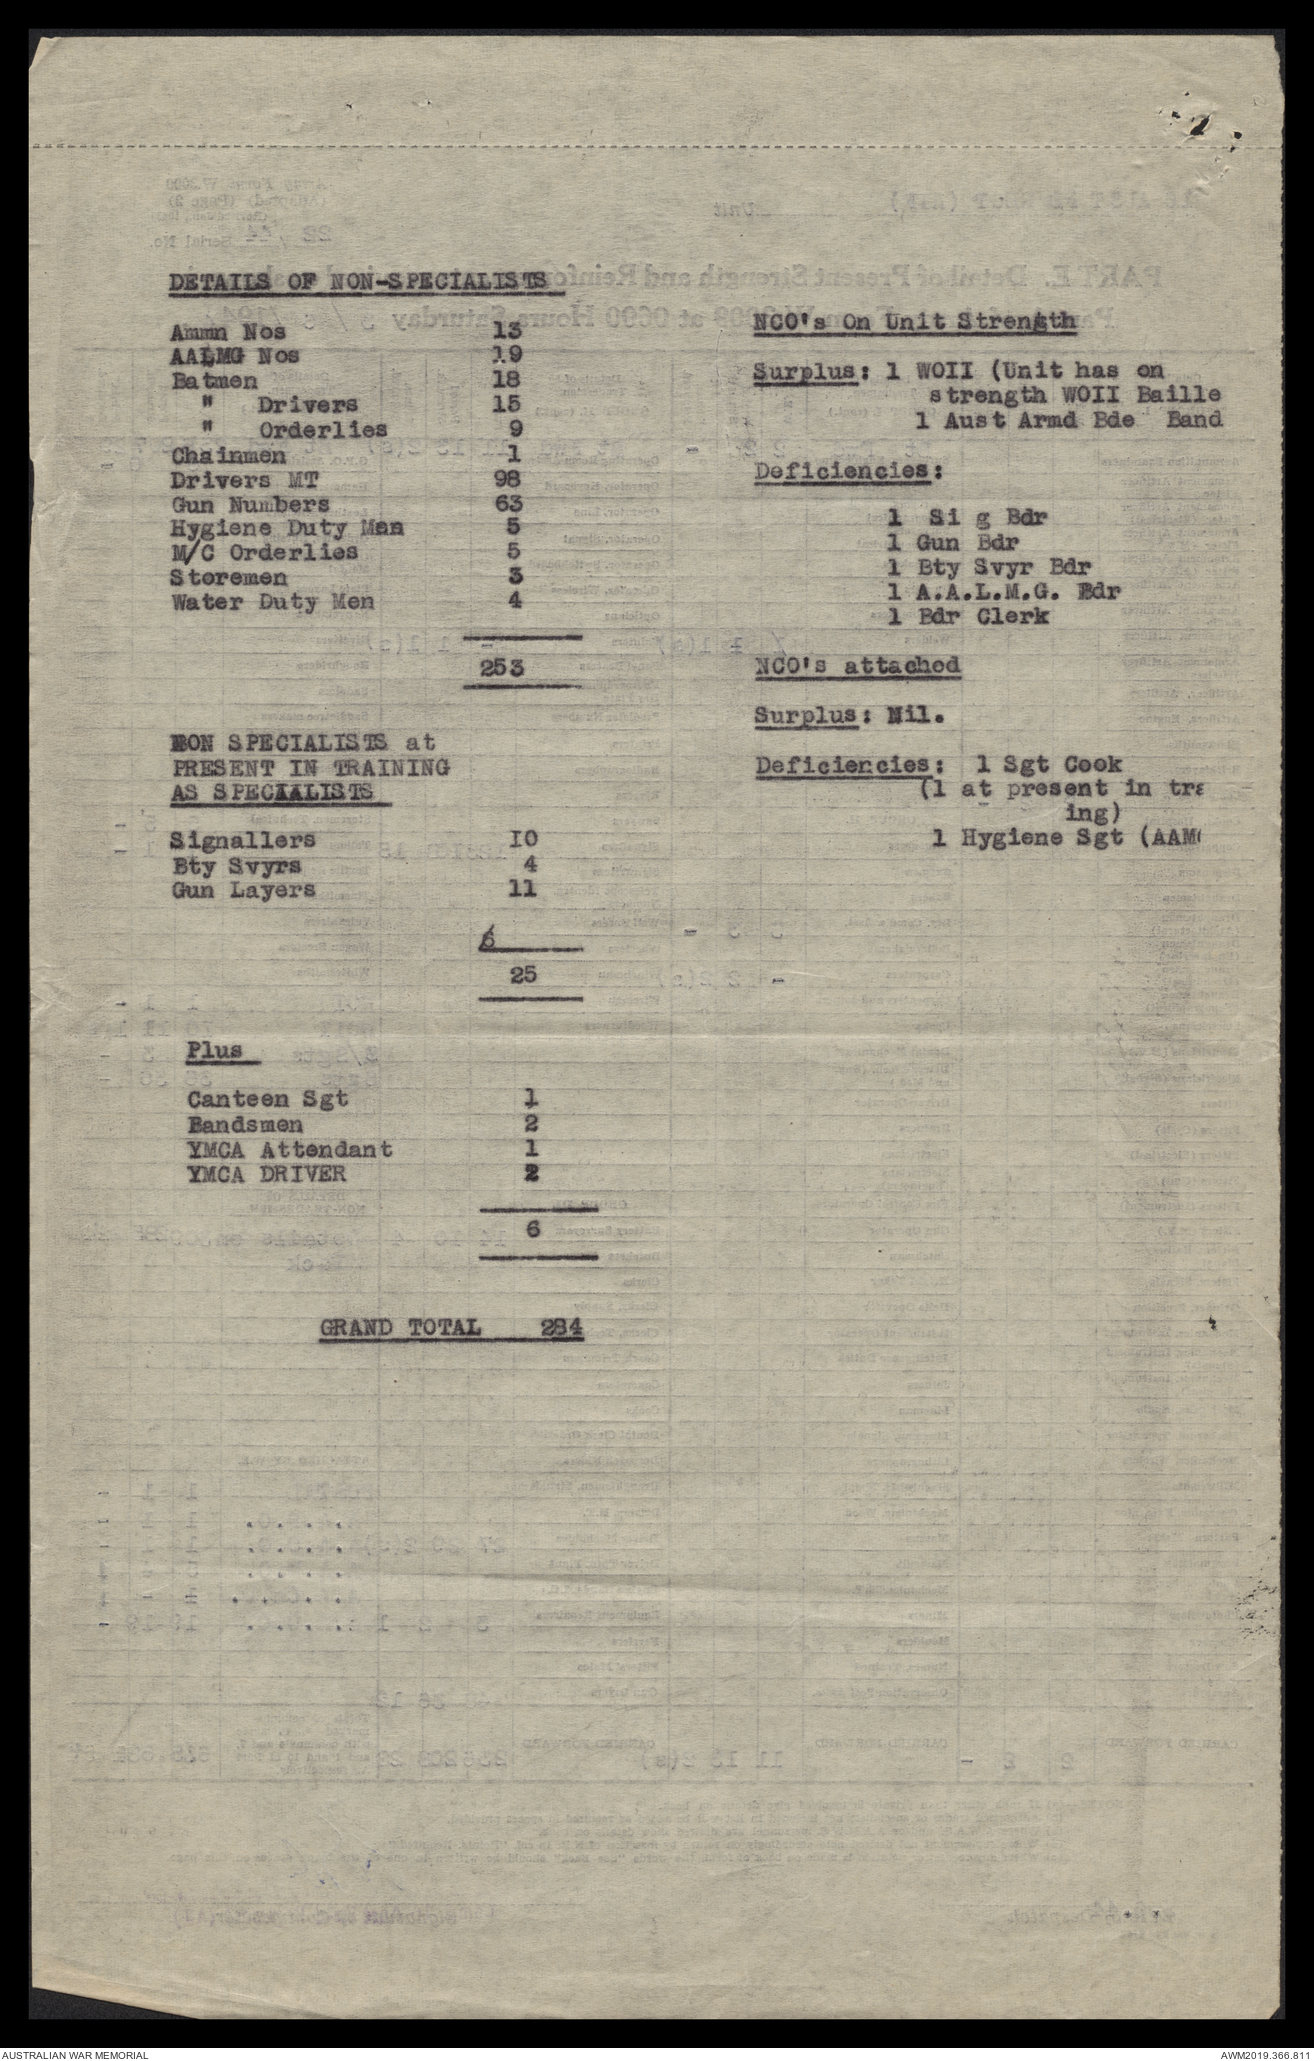 DETAILS OF NON-SPECIALISTS
Ammn Nos 13
AALMG Nos 19
Batmen 18
" Drivers 15
" Orderlies 9
Chainmen 1
Drivers MT 98
Gun Numbers 63
Hygiene Duty Men 5
M/C Orderlies 5
Storemen 3
Water Duty Men 4
253
NON SPECIALISTS at
PRESENT IN TRAINING
AS SPECIALISTS
Signallers 10
Bty Svyrs 4
Gun Layers 11
6
25
Plus
Canteen Sgt 1
Bandsmen 2
YMCA Attendant 1
YMCA DRIVER 2
6
GRAND TOTAL 284
NCO's On Unit Strength
Surplus: 1 WOII (Unit has on
strength WOII Baille
1 Aust Armd Bde Band
Deficiencies:
1 Si g Bdr
1 Gun Bdr
1 Bty Svyr Bdr
1 A.A.L.M.G. Bdr
1 Bdr Clerk
NCO's attached
Surplus: Nil.
Deficiencies: 1 Sgt Cook
(1 at present in tra
ing)
1 Hygiene Sgt (AAM
AUSTRALIAN WAR MEMORIAL
AWM2019.366.811